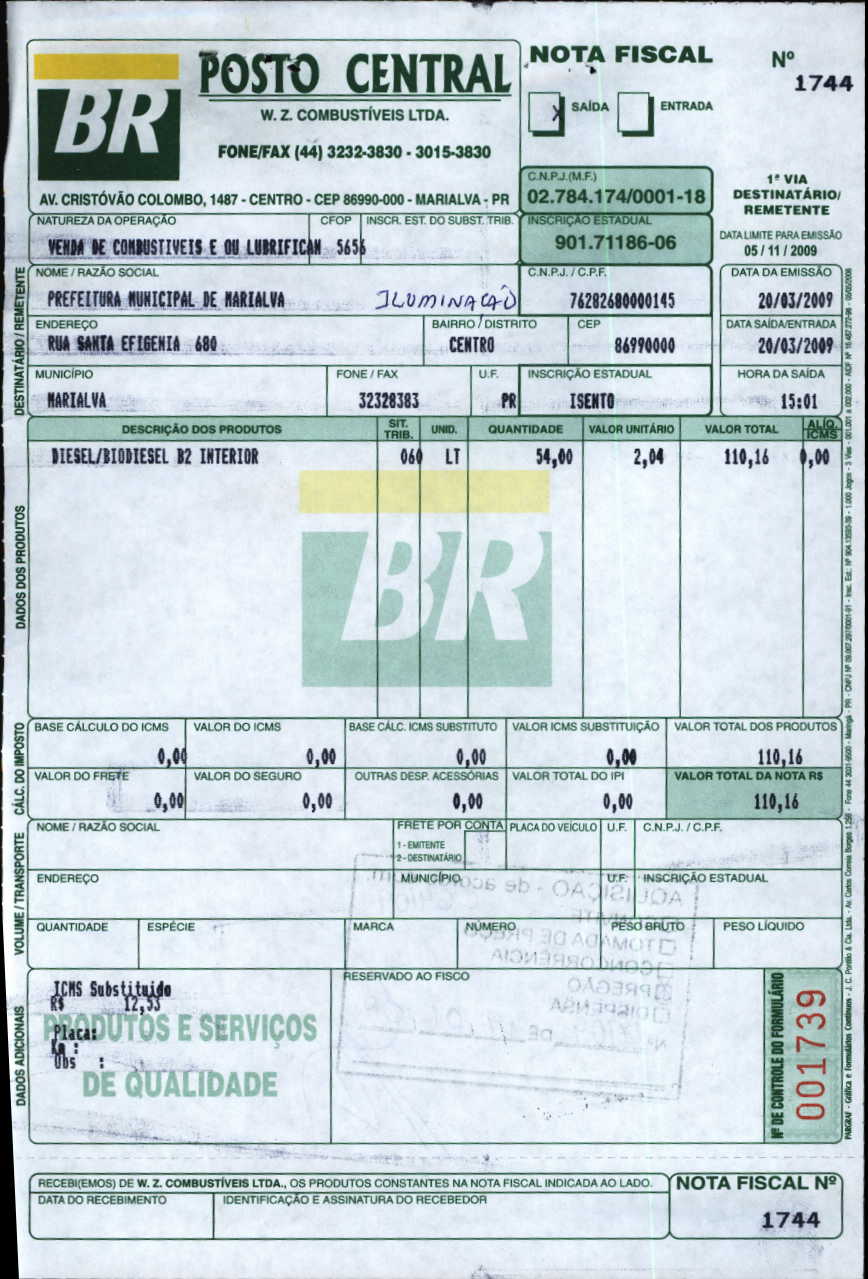 BR
POSTO CENTRAL
W. Z. COMBUSTÍVEIS LTDA.
FONE/FAX (44) 3232-3830 - 3015-3830
AV. CRISTÓVÃO COLOMBO, 1487 - CENTRO - CEP 86990-000 - MARIALVA - PR
NOTA FISCAL
Nº
1744
X SAÍDA ENTRADA
C.N.P.J.(M.F.)
02.784.174/0001-18
1ª VIA
DESTINATÁRIO/
REMETENTE
NATUREZA DA OPERAÇÃO CFOP INSCR. EST. DO SUBST. TRIB. INSCRIÇÃO ESTADUAL
VENDA DE COMBUSTIVEIS E OU LUBRIFICAN 5656 901.71186-06
DATA LIMITE PARA EMISSÃO
05 / 11 / 2009
DESTINATÁRIO / REMETENTE
NOME / RAZÃO SOCIAL C.N.P.J. / C.P.F. DATA DA EMISSÃO
PREFEITURA MUNICIPAL DE MARIALVA ILUMINAÇÃO 76282680000145 20/03/2009
ENDEREÇO BAIRRO / DISTRITO CEP DATA SAÍDA/ENTRADA
RUA SANTA EFIGENIA 680 CENTRO 86990000 20/03/2009
MUNICÍPIO FONE / FAX U.F. INSCRIÇÃO ESTADUAL HORA DA SAÍDA
MARIALVA 32328383 PR ISENTO 15:01
DADOS DOS PRODUTOS
DESCRIÇÃO DOS PRODUTOS SIT. TRIB. UNID. QUANTIDADE VALOR UNITÁRIO VALOR TOTAL ALÍQ. ICMS
DIESEL/BIODIESEL B2 INTERIOR 060 LT 54,00 2,04 110,16 0,00
BR
CÁLC. DO IMPOSTO
BASE CÁLCULO DO ICMS VALOR DO ICMS BASE CÁLC. ICMS SUBSTITUTO VALOR ICMS SUBSTITUIÇÃO VALOR TOTAL DOS PRODUTOS
0,00 0,00 0,00 0,00 110,16
VALOR DO FRETE VALOR DO SEGURO OUTRAS DESP. ACESSÓRIAS VALOR TOTAL DO IPI VALOR TOTAL DA NOTA R$
0,00 0,00 0,00 0,00 110,16
VOLUME / TRANSPORTE
NOME / RAZÃO SOCIAL FRETE POR CONTA PLACA DO VEÍCULO U.F. C.N.P.J. / C.P.F.
1 - EMITENTE
2 - DESTINATÁRIO
ENDEREÇO MUNICÍPIO U.F. INSCRIÇÃO ESTADUAL
QUANTIDADE ESPÉCIE MARCA NÚMERO PESO BRUTO PESO LÍQUIDO
AQUISIÇÃO - de
TOMADA DE PREÇO
CONCORRÊNCIA
PREGÃO
DISPENSA
Nº DE
DADOS ADICIONAIS
ICMS Substituido
R$ 12,53
Placa:
Km :
Obs :
PRODUTOS E SERVIÇOS
DE QUALIDADE
RESERVADO AO FISCO
Nº DE CONTROLE DO FORMULÁRIO
001739
RECEBI(EMOS) DE W. Z. COMBUSTÍVEIS LTDA., OS PRODUTOS CONSTANTES NA NOTA FISCAL INDICADA AO LADO.
DATA DO RECEBIMENTO IDENTIFICAÇÃO E ASSINATURA DO RECEBEDOR
NOTA FISCAL Nº
1744